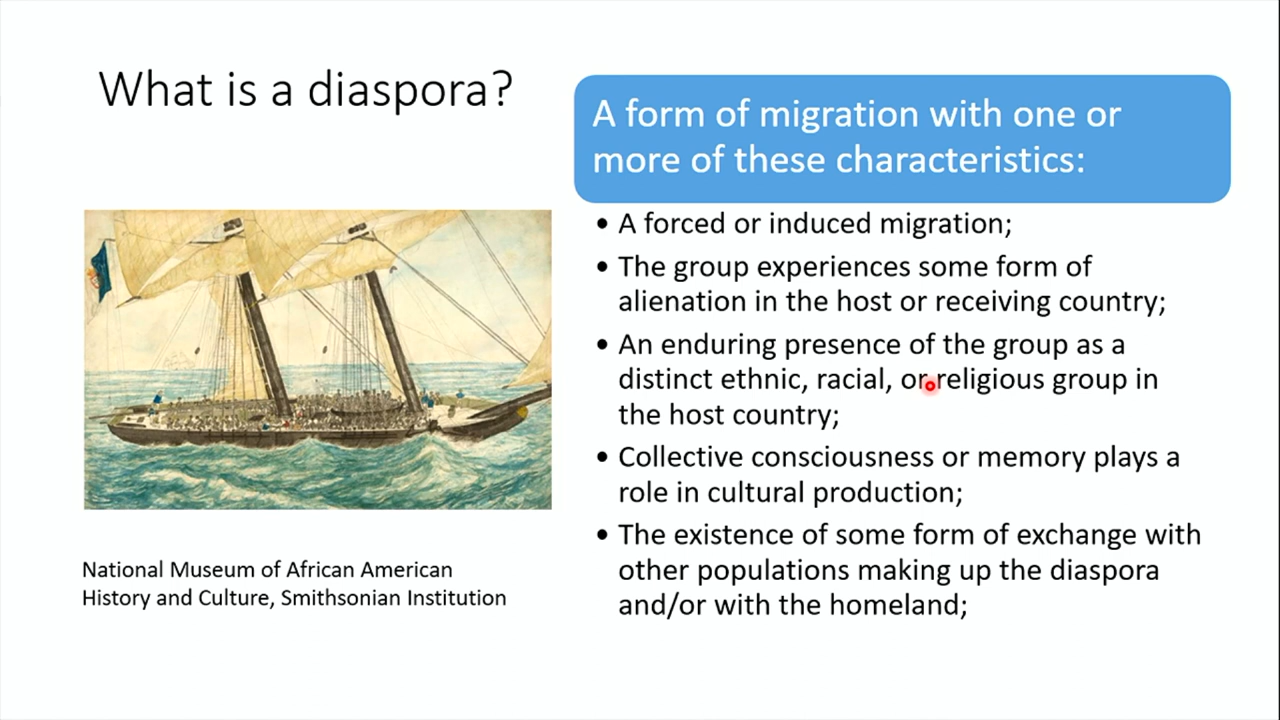 What is a diaspora?
A form of migration with one or
more of these characteristics:
• A forced or induced migration;
• The group experiences some form of
alienation in the host or receiving country;
• An enduring presence of the group as a
distinct ethnic, racial, or religious group in
the host country;
• Collective consciousness or memory plays a
role in cultural production;
• The existence of some form of exchange with
other populations making up the diaspora
and/or with the homeland;
National Museum of African American
History and Culture, Smithsonian Institution